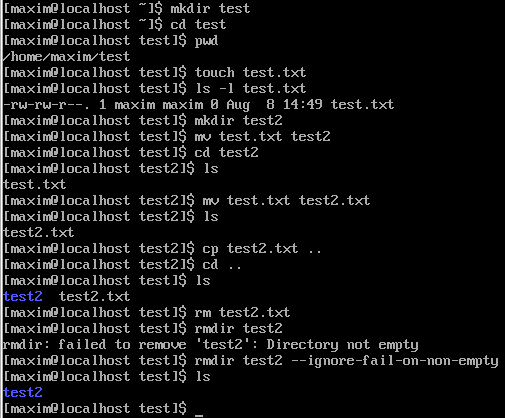 [maxim@localhost ~]$ mkdir test
[maxim@localhost ~]$ cd test
[maxim@localhost test]$ pwd
/home/maxim/test
[maxim@localhost test]$ touch test.txt
[maxim@localhost test]$ ls -l test.txt
-rw-rw-r--. 1 maxim maxim 0 Aug  8 14:49 test.txt
[maxim@localhost test]$ mkdir test2
[maxim@localhost test]$ mv test.txt test2
[maxim@localhost test]$ cd test2
[maxim@localhost test2]$ ls
test.txt
[maxim@localhost test2]$ mv test.txt test2.txt
[maxim@localhost test2]$ ls
test2.txt
[maxim@localhost test2]$ cp test2.txt ..
[maxim@localhost test2]$ cd ..
[maxim@localhost test]$ ls
test2  test2.txt
[maxim@localhost test]$ rm test2.txt
[maxim@localhost test]$ rmdir test2
rmdir: failed to remove 'test2': Directory not empty
[maxim@localhost test]$ rmdir test2 --ignore-fail-on-non-empty
[maxim@localhost test]$ ls
test2
[maxim@localhost test]$ _